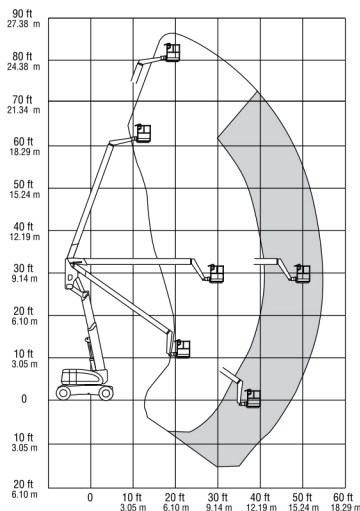 90 ft
27.38 m
80 ft
24.38 m
70 ft
21.34 m
60 ft
18.29 m
50 ft
15.24 m
40 ft
12.19 m
30 ft
9.14 m
20 ft
6.10 m
10 ft
3.05 m
0
10 ft
3.05 m
20 ft
6.10 m
0 10 ft 20 ft 30 ft 40 ft 50 ft 60 ft
3.05 m 6.10 m 9.14 m 12.19 m 15.24 m 18.29 m